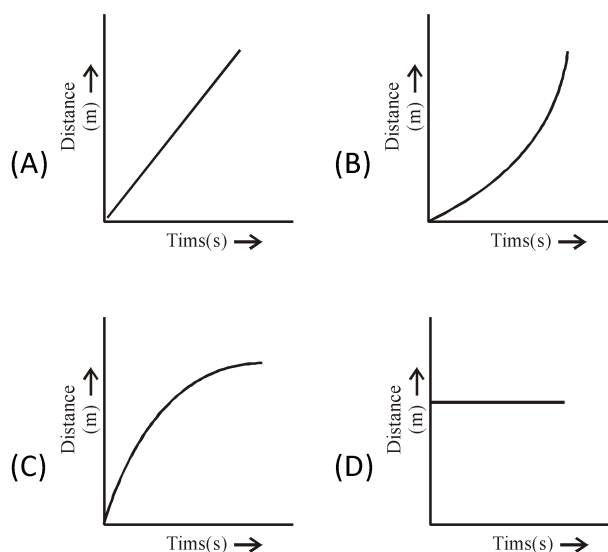 (A)
Distance
(m)
Tims(s)
(B)
Distance
(m)
Tims(s)
(C)
Distance
(m)
Tims(s)
(D)
Distance
(m)
Tims(s)